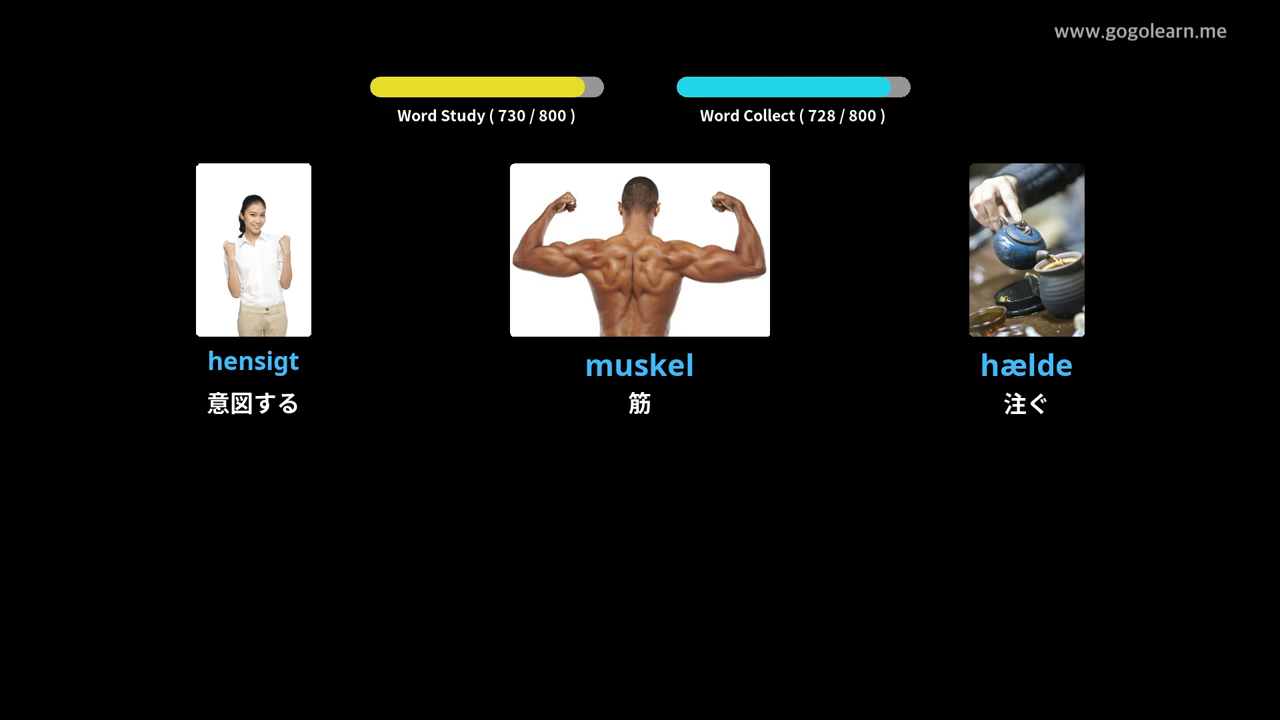 www.gogolearn.me
Word Study ( 730 / 800 )
Word Collect ( 728 / 800 )
hensigt
muskel
hælde
意図する
筋
注ぐ